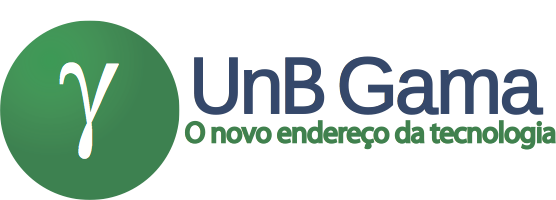 γ
UnB Gama
O novo endereço da tecnologia